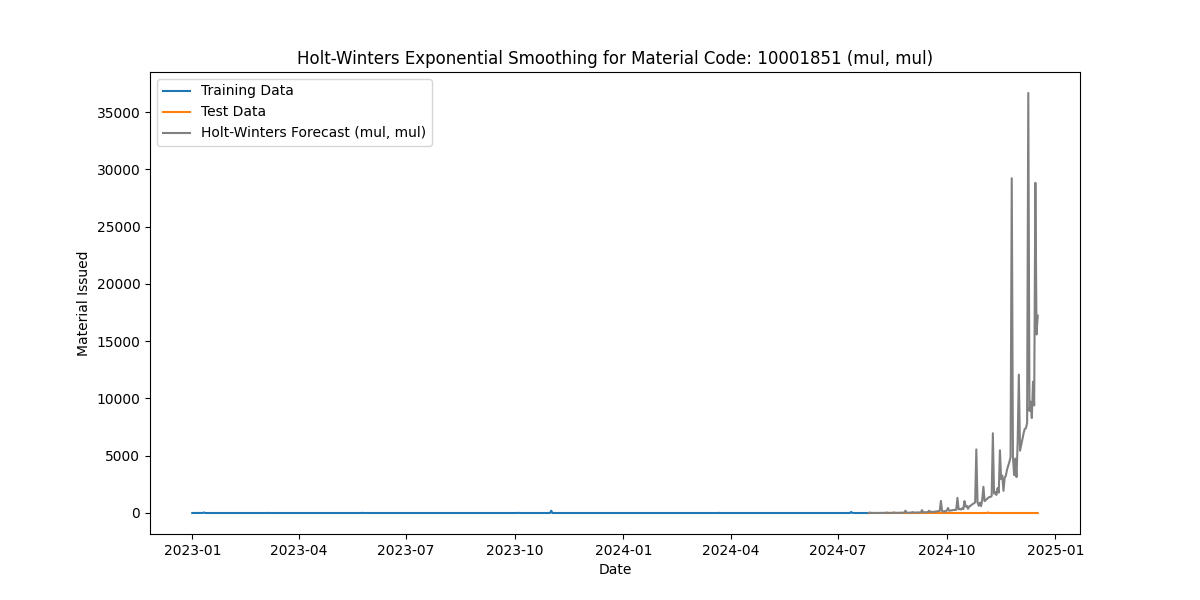 Holt-Winters Exponential Smoothing for Material Code: 10001851 (mul, mul)
Training Data
Test Data
Holt-Winters Forecast (mul, mul)
Material Issued
35000
30000
25000
20000
15000
10000
5000
0
2023-01
2023-04
2023-07
2023-10
2024-01
2024-04
2024-07
2024-10
2025-01
Date